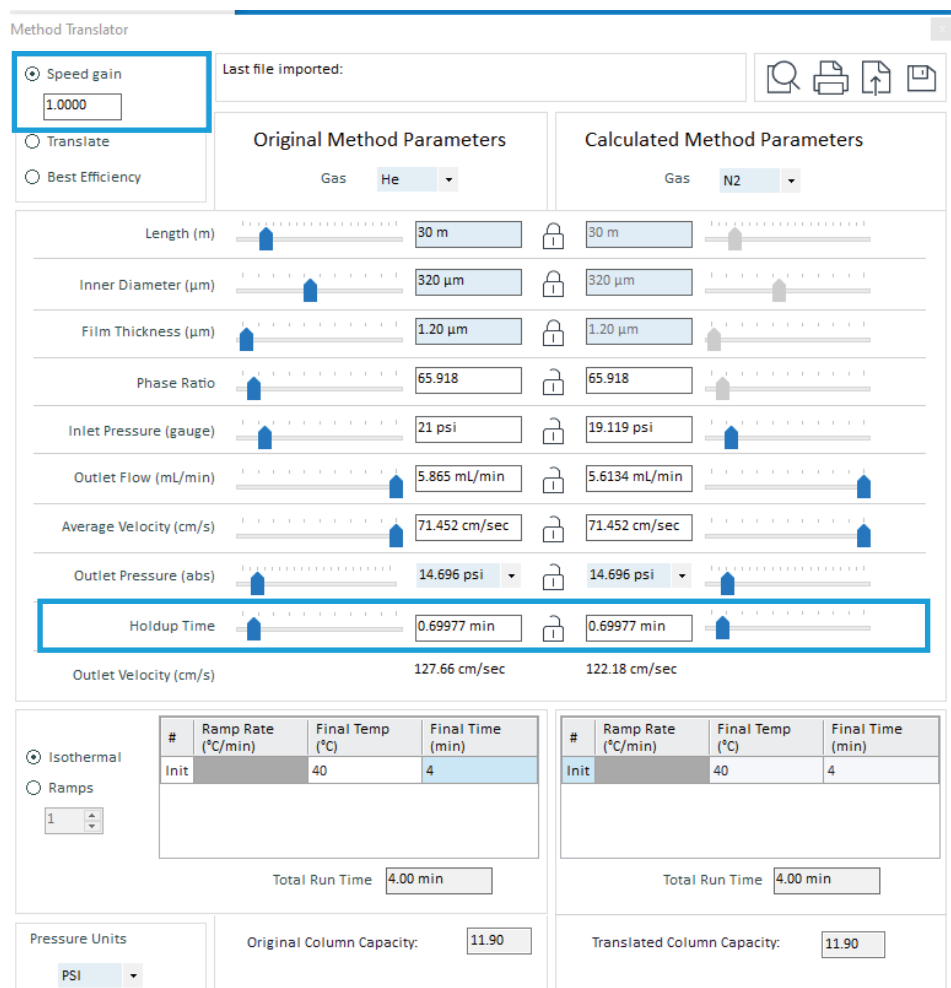 Method Translator
Speed gain
1.0000
Translate
Best Efficiency
Last file imported:
Original Method Parameters
Gas He
Calculated Method Parameters
Gas N2
Length (m) 30 m 30 m
Inner Diameter (µm) 320 µm 320 µm
Film Thickness (µm) 1.20 µm 1.20 µm
Phase Ratio 65.918 65.918
Inlet Pressure (gauge) 21 psi 19.119 psi
Outlet Flow (mL/min) 5.865 mL/min 5.6134 mL/min
Average Velocity (cm/s) 71.452 cm/sec 71.452 cm/sec
Outlet Pressure (abs) 14.696 psi 14.696 psi
Holdup Time 0.69977 min 0.69977 min
Outlet Velocity (cm/s) 127.66 cm/sec 122.18 cm/sec
Isothermal
Ramps
1
# Ramp Rate (°C/min) Final Temp (°C) Final Time (min)
Init 40 4
Total Run Time 4.00 min
# Ramp Rate (°C/min) Final Temp (°C) Final Time (min)
Init 40 4
Total Run Time 4.00 min
Pressure Units
PSI
Original Column Capacity: 11.90
Translated Column Capacity: 11.90